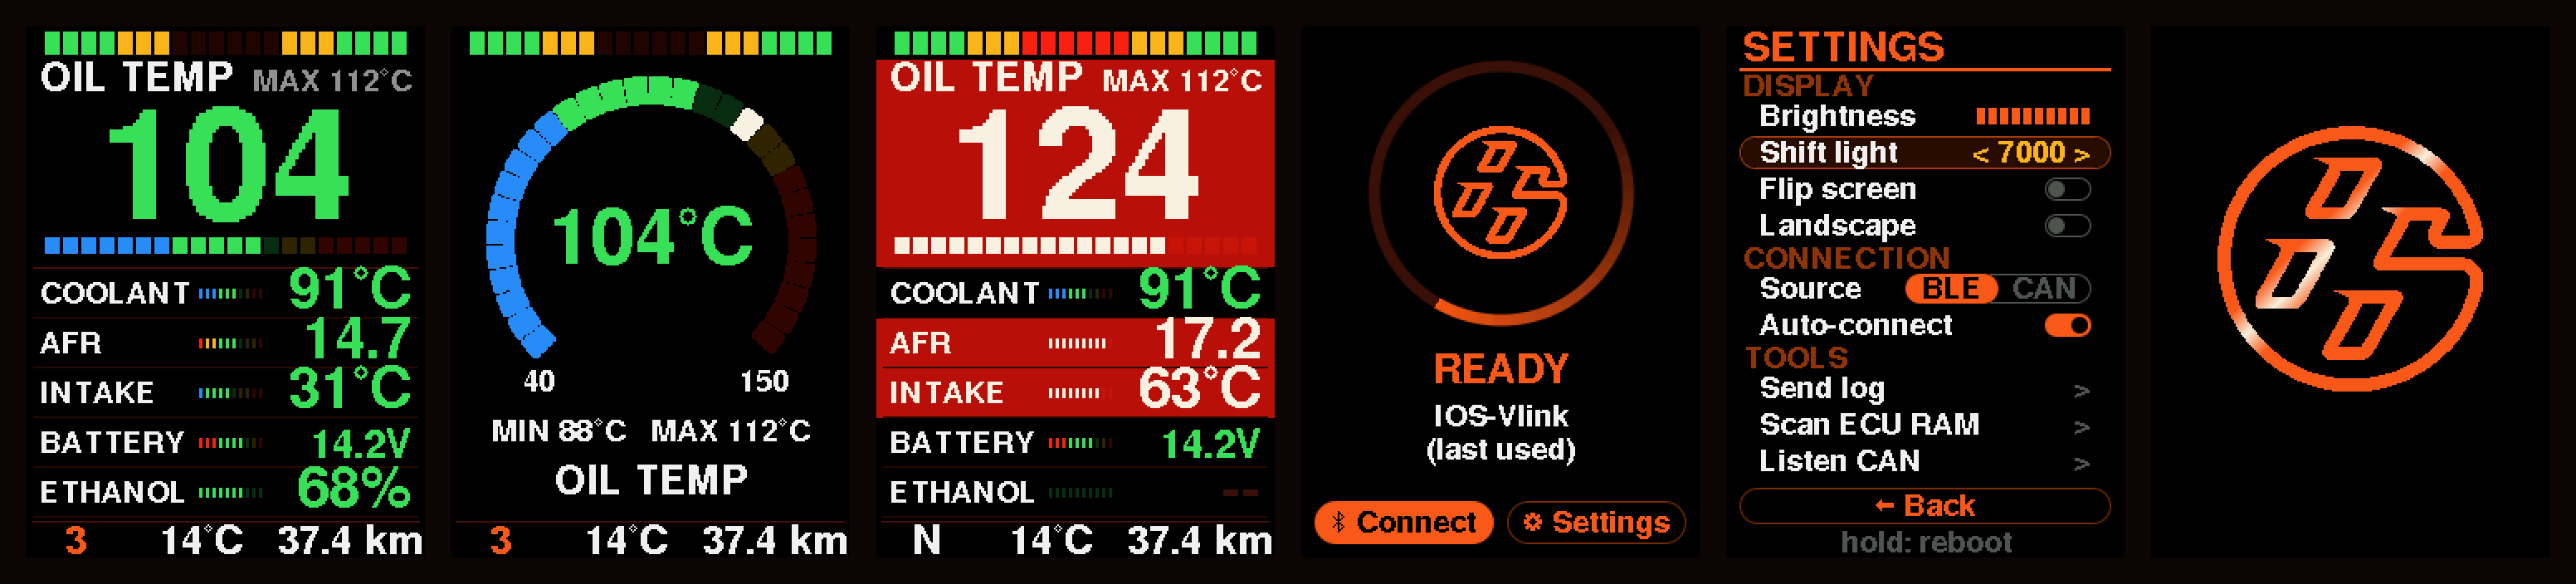 OIL TEMP MAX 112°C
104
COOLANT 91°C
AFR 14.7
INTAKE 31°C
BATTERY 14.2V
ETHANOL 68%
3 14°C 37.4 km
104°C
40 150
MIN 88°C MAX 112°C
OIL TEMP
3 14°C 37.4 km
OIL TEMP MAX 112°C
124
COOLANT 91°C
AFR 17.2
INTAKE 63°C
BATTERY 14.2V
ETHANOL --
N 14°C 37.4 km
READY
IOS-Vlink
(last used)
Connect Settings
SETTINGS
DISPLAY
Brightness
Shift light < 7000 >
Flip screen
Landscape
CONNECTION
Source BLE CAN
Auto-connect
TOOLS
Send log >
Scan ECU RAM >
Listen CAN >
← Back
hold: reboot